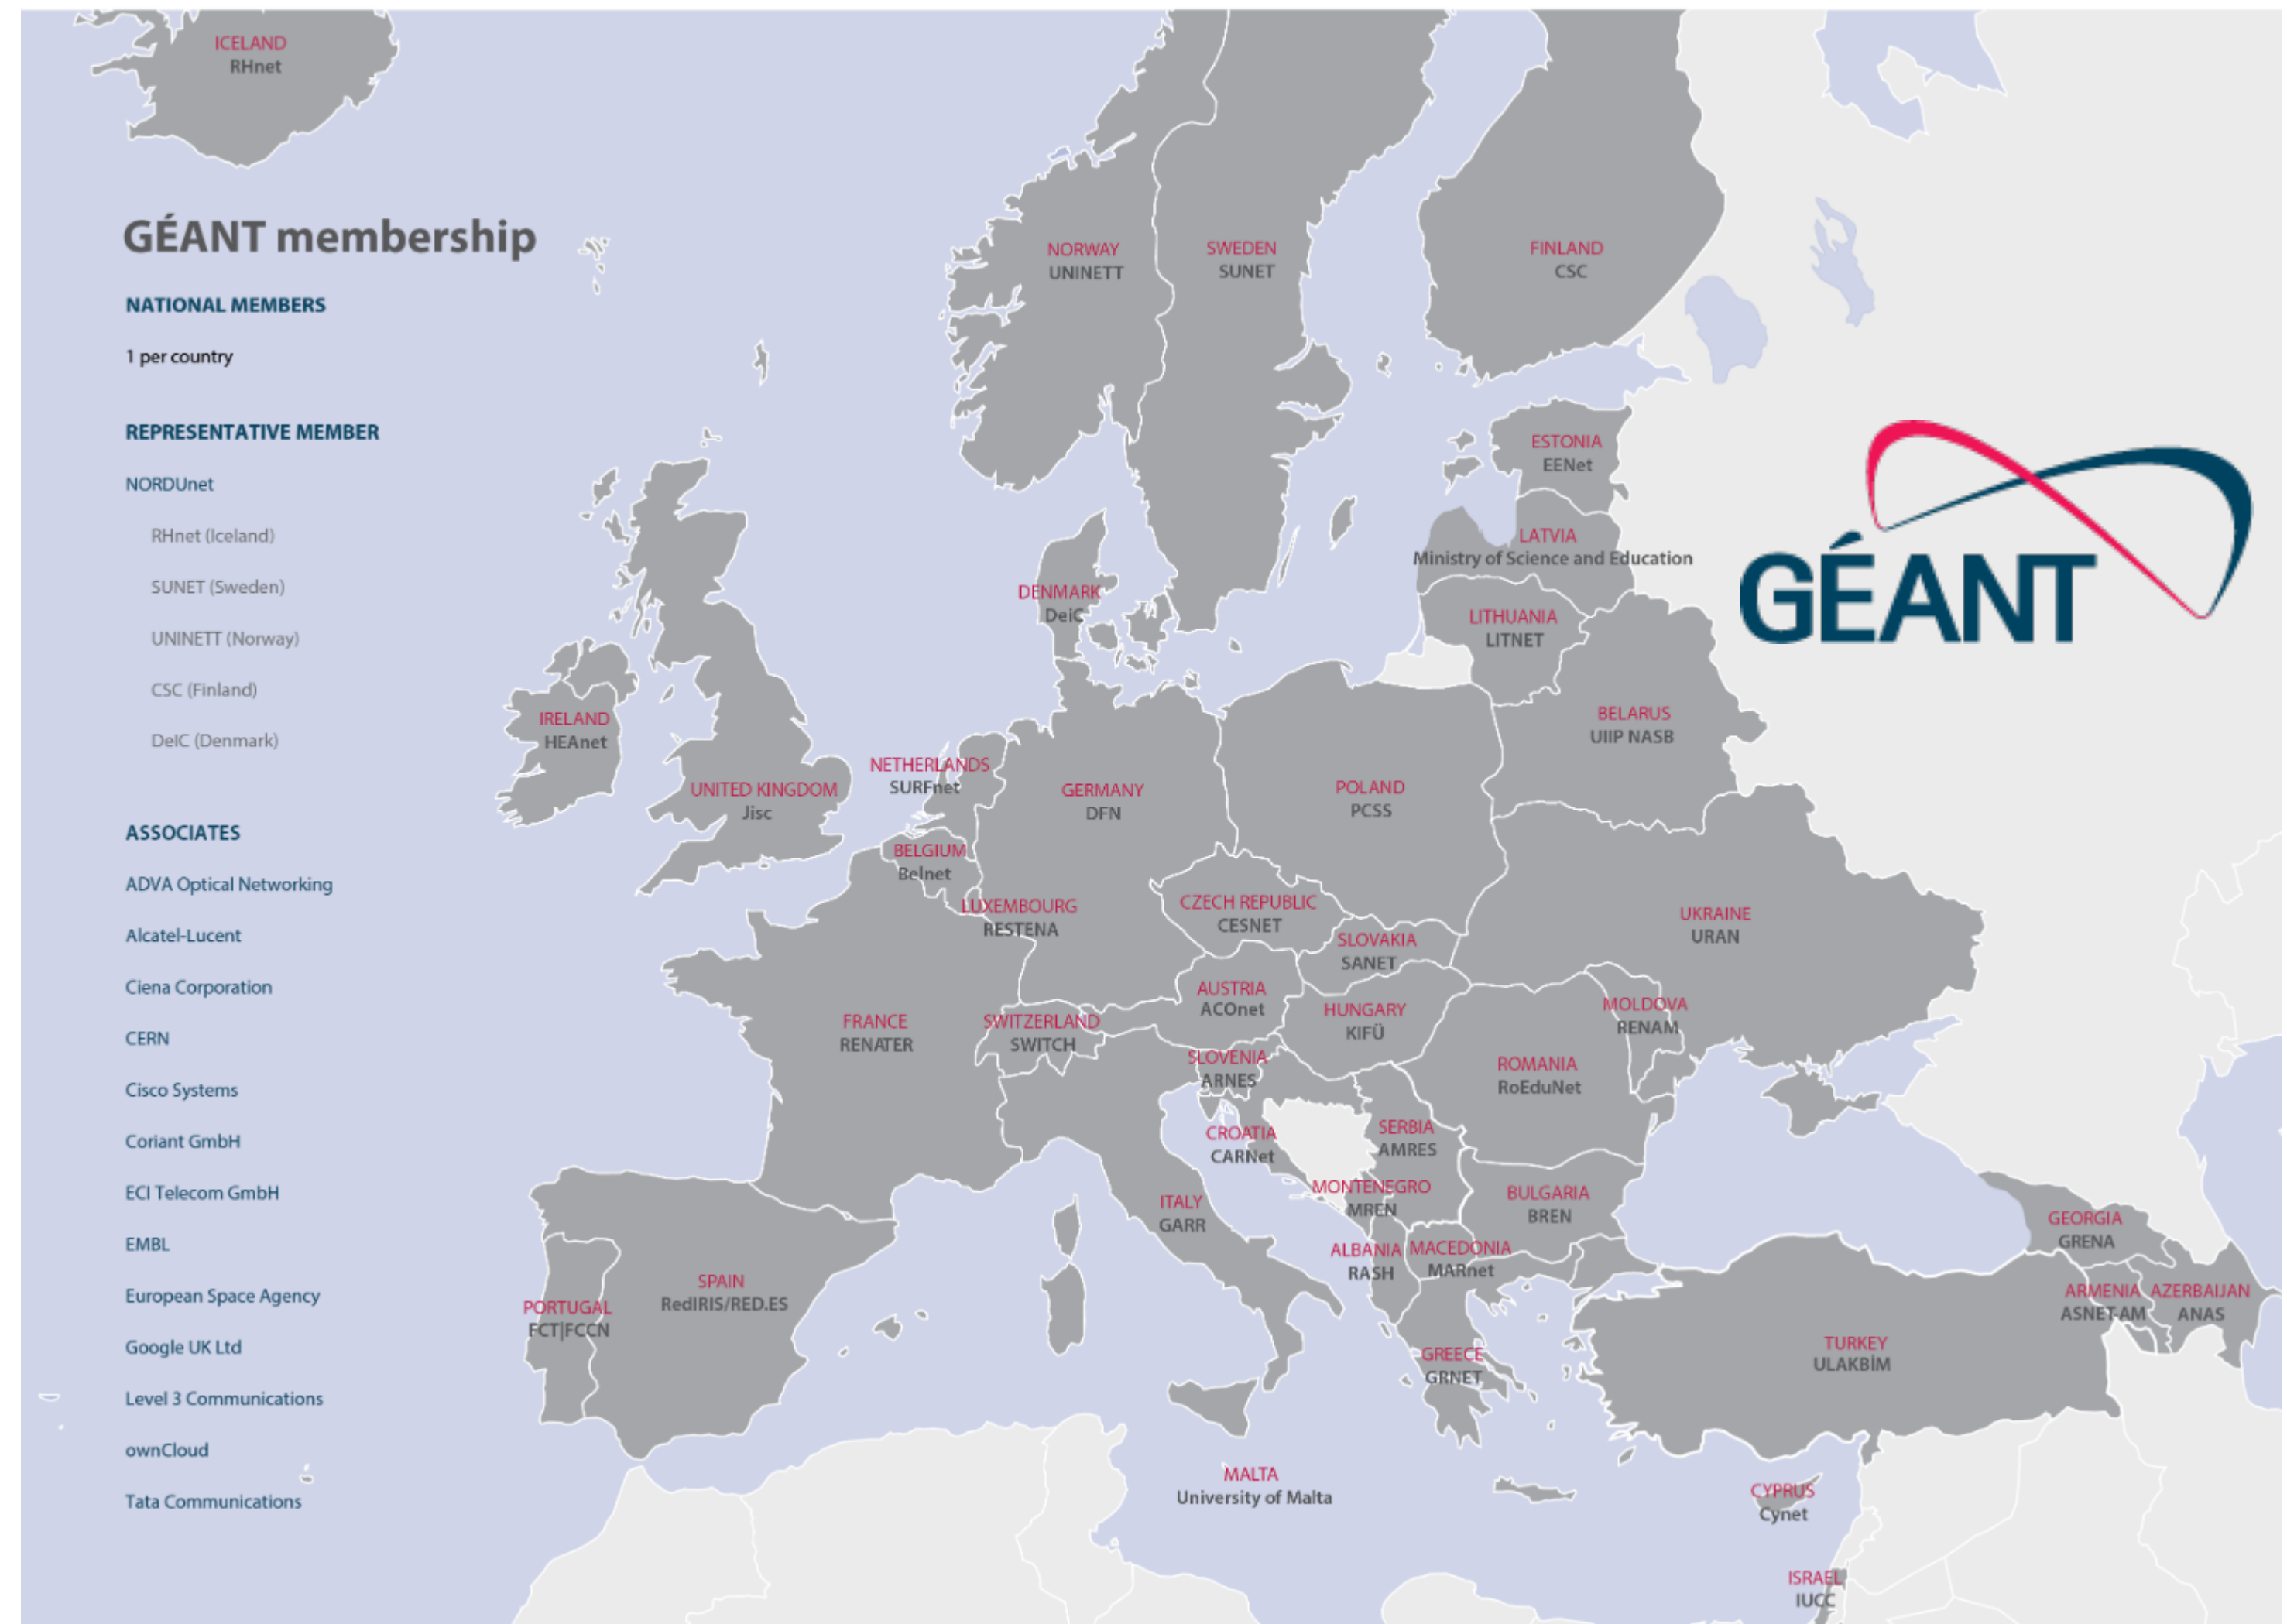 ICELAND
RHnet
GÉANT membership
NATIONAL MEMBERS
1 per country
REPRESENTATIVE MEMBER
NORDUnet
RHnet (Iceland)
SUNET (Sweden)
UNINETT (Norway)
CSC (Finland)
DeIC (Denmark)
ASSOCIATES
ADVA Optical Networking
Alcatel-Lucent
Ciena Corporation
CERN
Cisco Systems
Coriant GmbH
ECI Telecom GmbH
EMBL
European Space Agency
Google UK Ltd
Level 3 Communications
ownCloud
Tata Communications
NORWAY
UNINETT
SWEDEN
SUNET
FINLAND
CSC
ESTONIA
EENet
LATVIA
Ministry of Science and Education
LITHUANIA
LITNET
GÉANT
DENMARK
DeiC
BELARUS
UIIP NASB
IRELAND
HEAnet
UNITED KINGDOM
Jisc
NETHERLANDS
SURFnet
GERMANY
DFN
POLAND
PCSS
BELGIUM
Belnet
LUXEMBOURG
RESTENA
CZECH REPUBLIC
CESNET
SLOVAKIA
SANET
UKRAINE
URAN
AUSTRIA
ACOnet
HUNGARY
KIFÜ
MOLDOVA
RENAM
FRANCE
RENATER
SWITZERLAND
SWITCH
SLOVENIA
ARNES
ROMANIA
RoEduNet
CROATIA
CARNet
SERBIA
AMRES
MONTENEGRO
MREN
BULGARIA
BREN
ITALY
GARR
ALBANIA
RASH
MACEDONIA
MARnet
GEORGIA
GRENA
ARMENIA
ASNET-AM
AZERBAIJAN
ANAS
PORTUGAL
FCT|FCCN
SPAIN
RedIRIS/RED.ES
GREECE
GRNET
TURKEY
ULAKBİM
MALTA
University of Malta
CYPRUS
Cynet
ISRAEL
IUCC